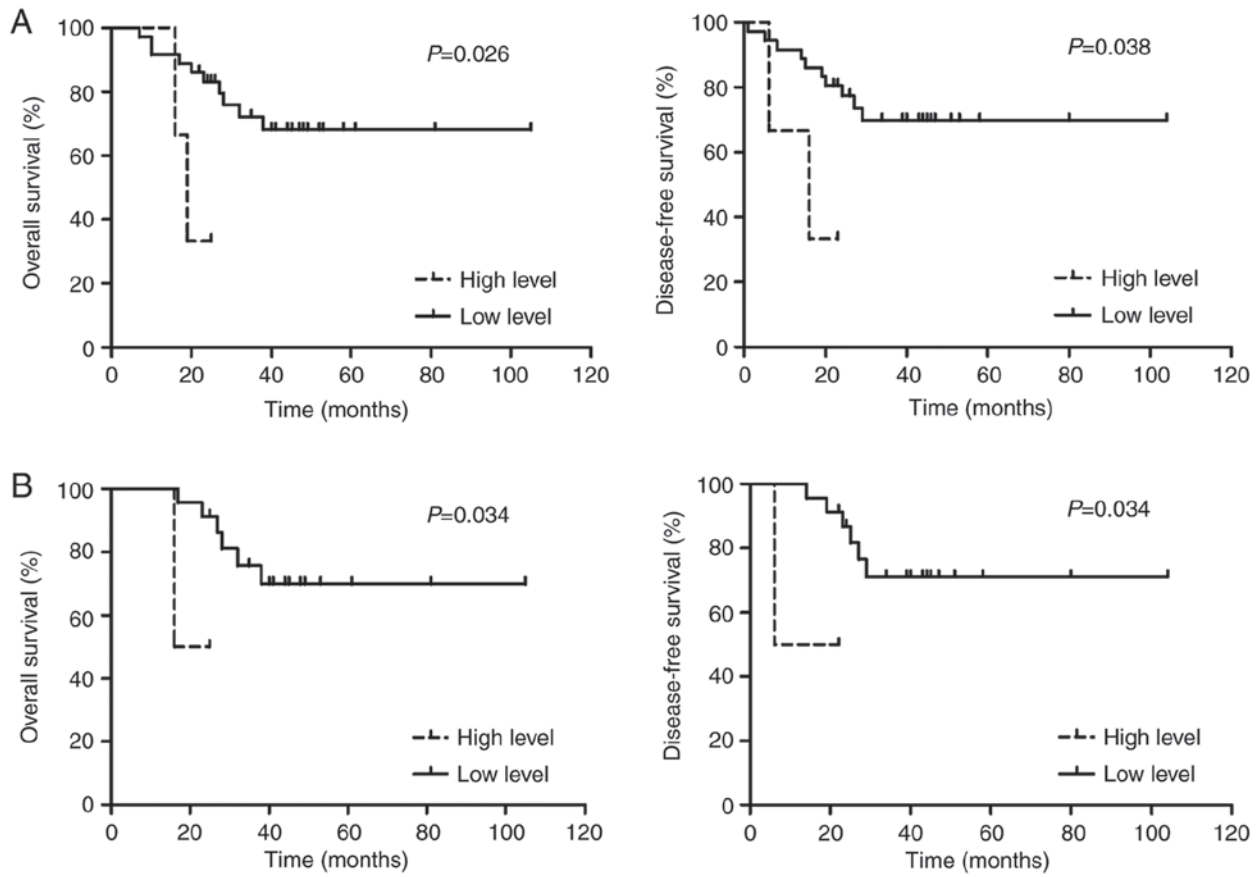 A
Overall survival (%)
100
80
60
40
20
0
P=0.026
High level
Low level
0 20 40 60 80 100 120
Time (months)
Disease-free survival (%)
100
80
60
40
20
0
P=0.038
High level
Low level
0 20 40 60 80 100 120
Time (months)
B
Overall survival (%)
100
80
60
40
20
0
P=0.034
High level
Low level
0 20 40 60 80 100 120
Time (months)
Disease-free survival (%)
100
80
60
40
20
0
P=0.034
High level
Low level
0 20 40 60 80 100 120
Time (months)